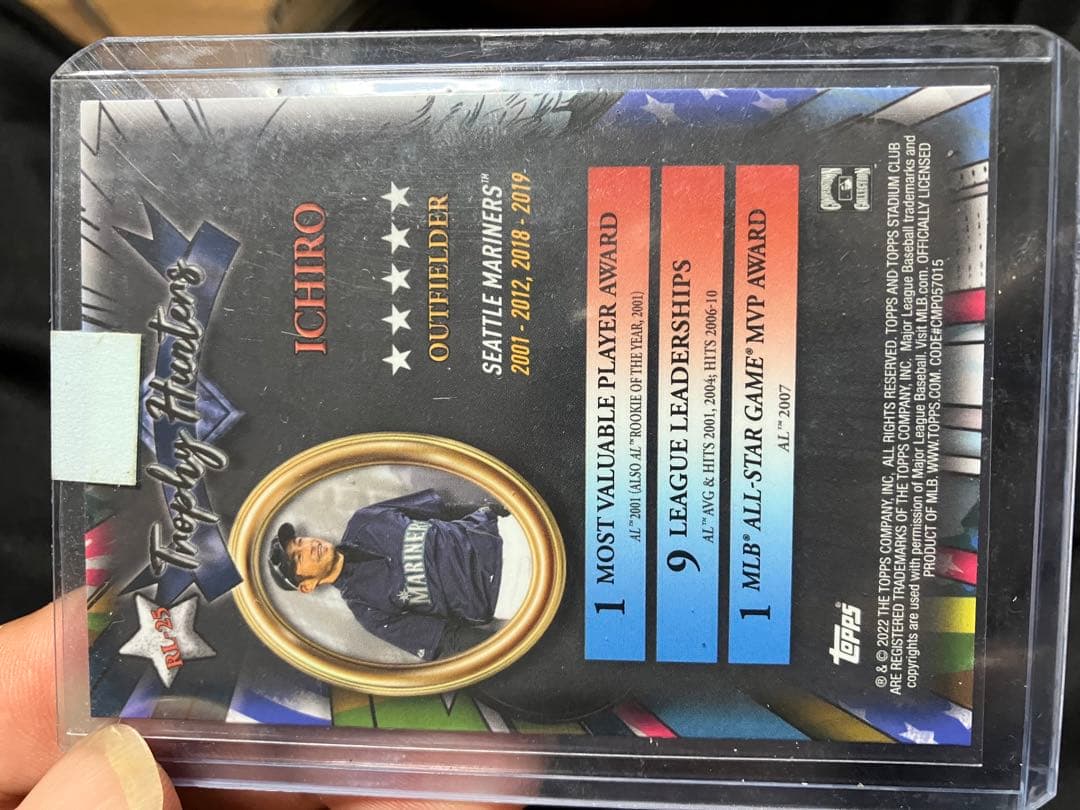 RL-25
Trophy Hunters
ICHIRO
OUTFIELDER
SEATTLE MARINERS™
2001 - 2012, 2018 - 2019
MARINERS
1 MOST VALUABLE PLAYER AWARD
AL™ 2001 (ALSO AL™ ROOKIE OF THE YEAR, 2001)
9 LEAGUE LEADERSHIPS
AL™ AVG & HITS 2001, 2004; HITS 2006-10
1 MLB® ALL-STAR GAME® MVP AWARD
AL™ 2007
topps
COOPERSTOWN
COLLECTION
® & © 2022 THE TOPPS COMPANY, INC. ALL RIGHTS RESERVED. TOPPS AND TOPPS STADIUM CLUB
ARE REGISTERED TRADEMARKS OF THE TOPPS COMPANY, INC. Major League Baseball trademarks and
copyrights are used with permission of Major League Baseball. Visit MLB.com. OFFICIALLY LICENSED
PRODUCT OF MLB. WWW.TOPPS.COM. CODE#CMP057015